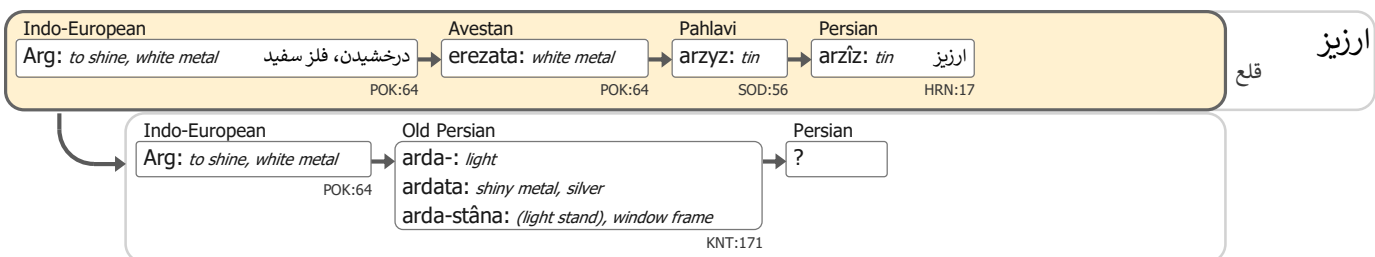 Indo-European Avestan Pahlavi Persian
Arg: to shine, white metal درخشیدن، فلز سفید erezata: white metal arzyz: tin arzîz: tin ارزیز
POK:64 POK:64 SOD:56 HRN:17
ارزیز
قلع
Indo-European Old Persian Persian
Arg: to shine, white metal arda-: light ?
POK:64 ardata: shiny metal, silver
arda-stâna: (light stand), window frame
KNT:171